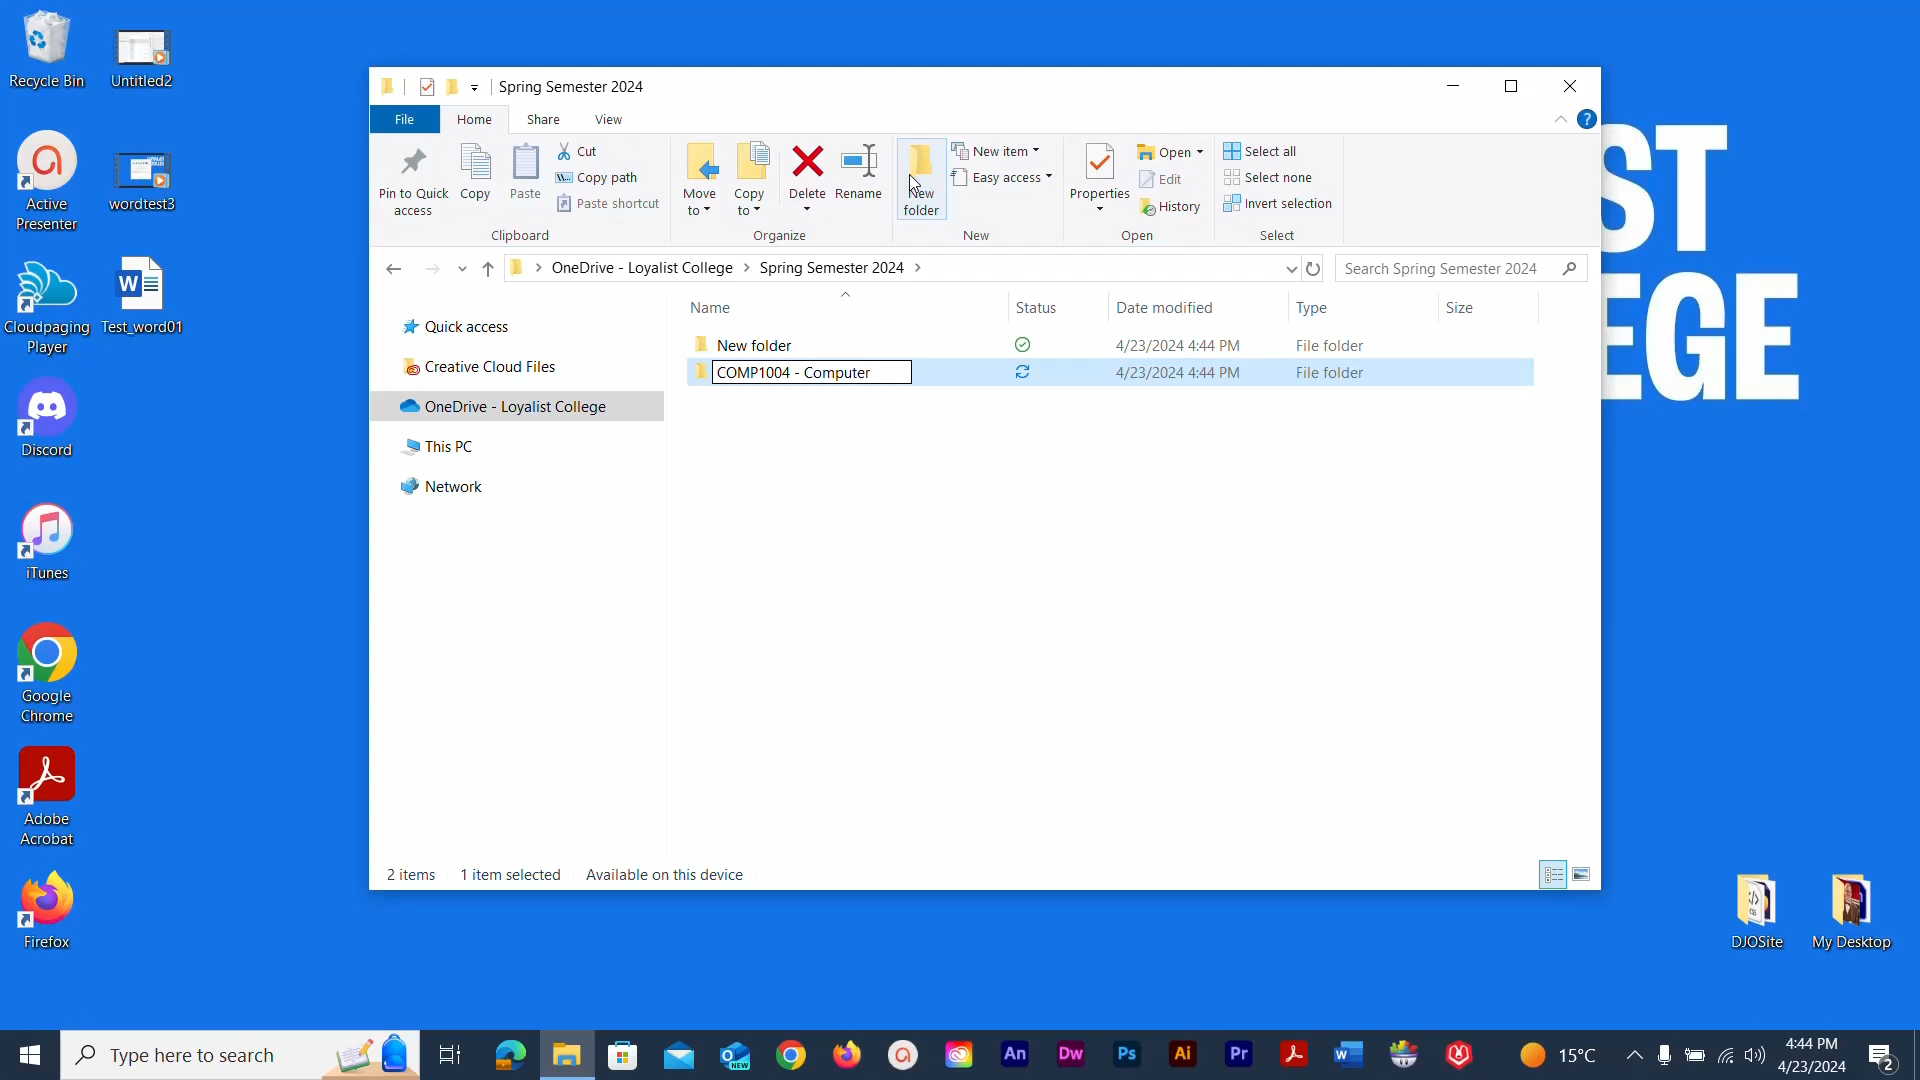 Recycle Bin
Untitled2
Active
Presenter
wordtest3
Cloudpaging
Player
Test_word01
Discord
iTunes
Google
Chrome
Adobe
Acrobat
Firefox
Spring Semester 2024
File
Home
Share
View
Pin to Quick
access
Copy
Paste
Cut
Copy path
Paste shortcut
Clipboard
Move
to
Copy
to
Delete
Rename
Organize
New
folder
New item
Easy access
New
Properties
Open
Edit
History
Open
Select all
Select none
Invert selection
Select
OneDrive - Loyalist College
Spring Semester 2024
Search Spring Semester 2024
Quick access
Creative Cloud Files
OneDrive - Loyalist College
This PC
Network
Name
Status
Date modified
Type
Size
New folder
4/23/2024 4:44 PM
File folder
COMP1004 - Computer
4/23/2024 4:44 PM
File folder
2 items
1 item selected
Available on this device
ST
EGE
DJOSite
My Desktop
Type here to search
NEW
An
Dw
Ps
Ai
Pr
W
15°C
4:44 PM
4/23/2024
2